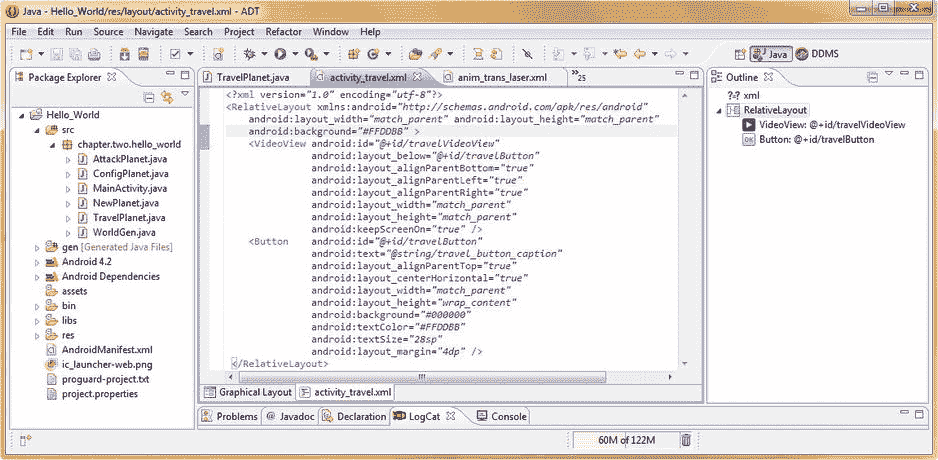 Java - Hello_World/res/layout/activity_travel.xml - ADT
File Edit Run Source Navigate Search Project Refactor Window Help
Java DDMS
Package Explorer
Hello_World
src
chapter.two.hello_world
AttackPlanet.java
ConfigPlanet.java
MainActivity.java
NewPlanet.java
TravelPlanet.java
WorldGen.java
gen [Generated Java Files]
Android 4.2
Android Dependencies
assets
bin
libs
res
AndroidManifest.xml
ic_launcher-web.png
proguard-project.txt
project.properties
TravelPlanet.java activity_travel.xml anim_trans_laser.xml »25
<?xml version="1.0" encoding="utf-8"?>
<RelativeLayout xmlns:android="http://schemas.android.com/apk/res/android"
android:layout_width="match_parent" android:layout_height="match_parent"
android:background="#FFDDBB" >
<VideoView android:id="@+id/travelVideoView"
android:layout_below="@+id/travelButton"
android:layout_alignParentBottom="true"
android:layout_alignParentLeft="true"
android:layout_alignParentRight="true"
android:layout_width="match_parent"
android:layout_height="match_parent"
android:keepScreenOn="true" />
<Button android:id="@+id/travelButton"
android:text="@string/travel_button_caption"
android:layout_alignParentTop="true"
android:layout_centerHorizontal="true"
android:layout_width="match_parent"
android:layout_height="wrap_content"
android:background="#000000"
android:textColor="#FFDDBB"
android:textSize="28sp"
android:layout_margin="4dp" />
</RelativeLayout>
Graphical Layout activity_travel.xml
Outline
xml
RelativeLayout
VideoView: @+id/travelVideoView
OK Button: @+id/travelButton
Problems @ Javadoc Declaration LogCat Console
60M of 122M